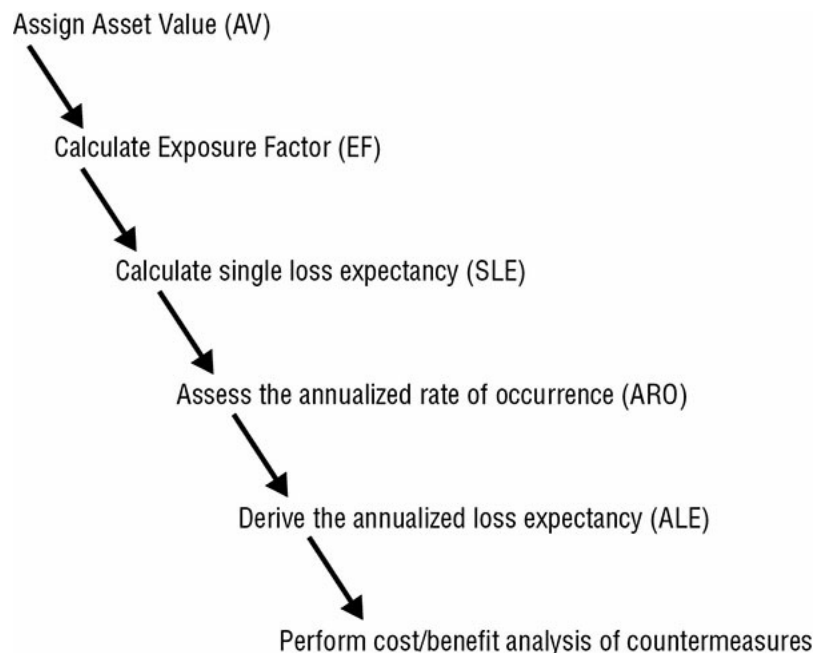 Assign Asset Value (AV)
Calculate Exposure Factor (EF)
Calculate single loss expectancy (SLE)
Assess the annualized rate of occurrence (ARO)
Derive the annualized loss expectancy (ALE)
Perform cost/benefit analysis of countermeasures